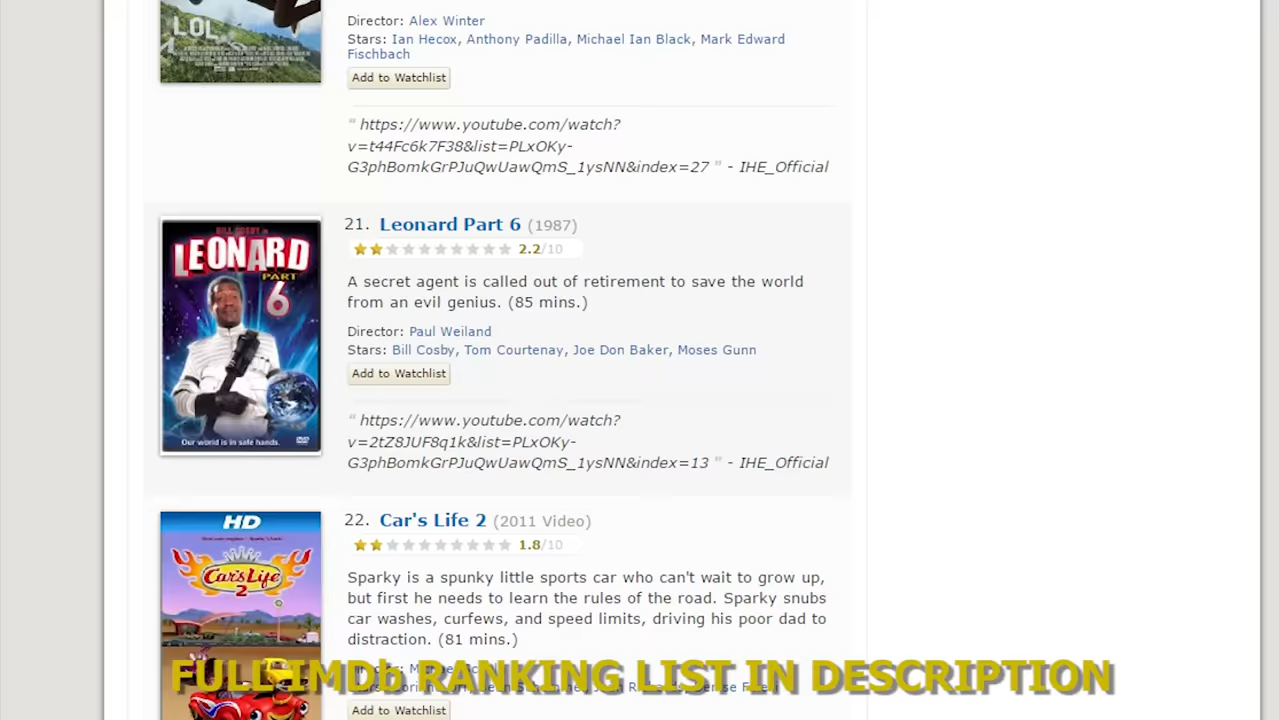 LOL
Director: Alex Winter
Stars: Ian Hecox, Anthony Padilla, Michael Ian Black, Mark Edward
Fischbach
Add to Watchlist
" https://www.youtube.com/watch?
v=t44Fc6k7F38&list=PLxOKy-
G3phBomkGrPJuQwUawQmS_1ysNN&index=27 " - IHE_Official
BILL COSBY in
LEONARD
PART
6
Our world is in safe hands.
21. Leonard Part 6 (1987)
2.2/10
A secret agent is called out of retirement to save the world
from an evil genius. (85 mins.)
Director: Paul Weiland
Stars: Bill Cosby, Tom Courtenay, Joe Don Baker, Moses Gunn
Add to Watchlist
" https://www.youtube.com/watch?
v=2tZ8JUF8q1k&list=PLxOKy-
G3phBomkGrPJuQwUawQmS_1ysNN&index=13 " - IHE_Official
HD
Car's Life
2
22. Car's Life 2 (2011 Video)
1.8/10
Sparky is a spunky little sports car who can't wait to grow up,
but first he needs to learn the rules of the road. Sparky snubs
car washes, curfews, and speed limits, driving his poor dad to
distraction. (81 mins.)
FULL IMDb RANKING LIST IN DESCRIPTION
Add to Watchlist